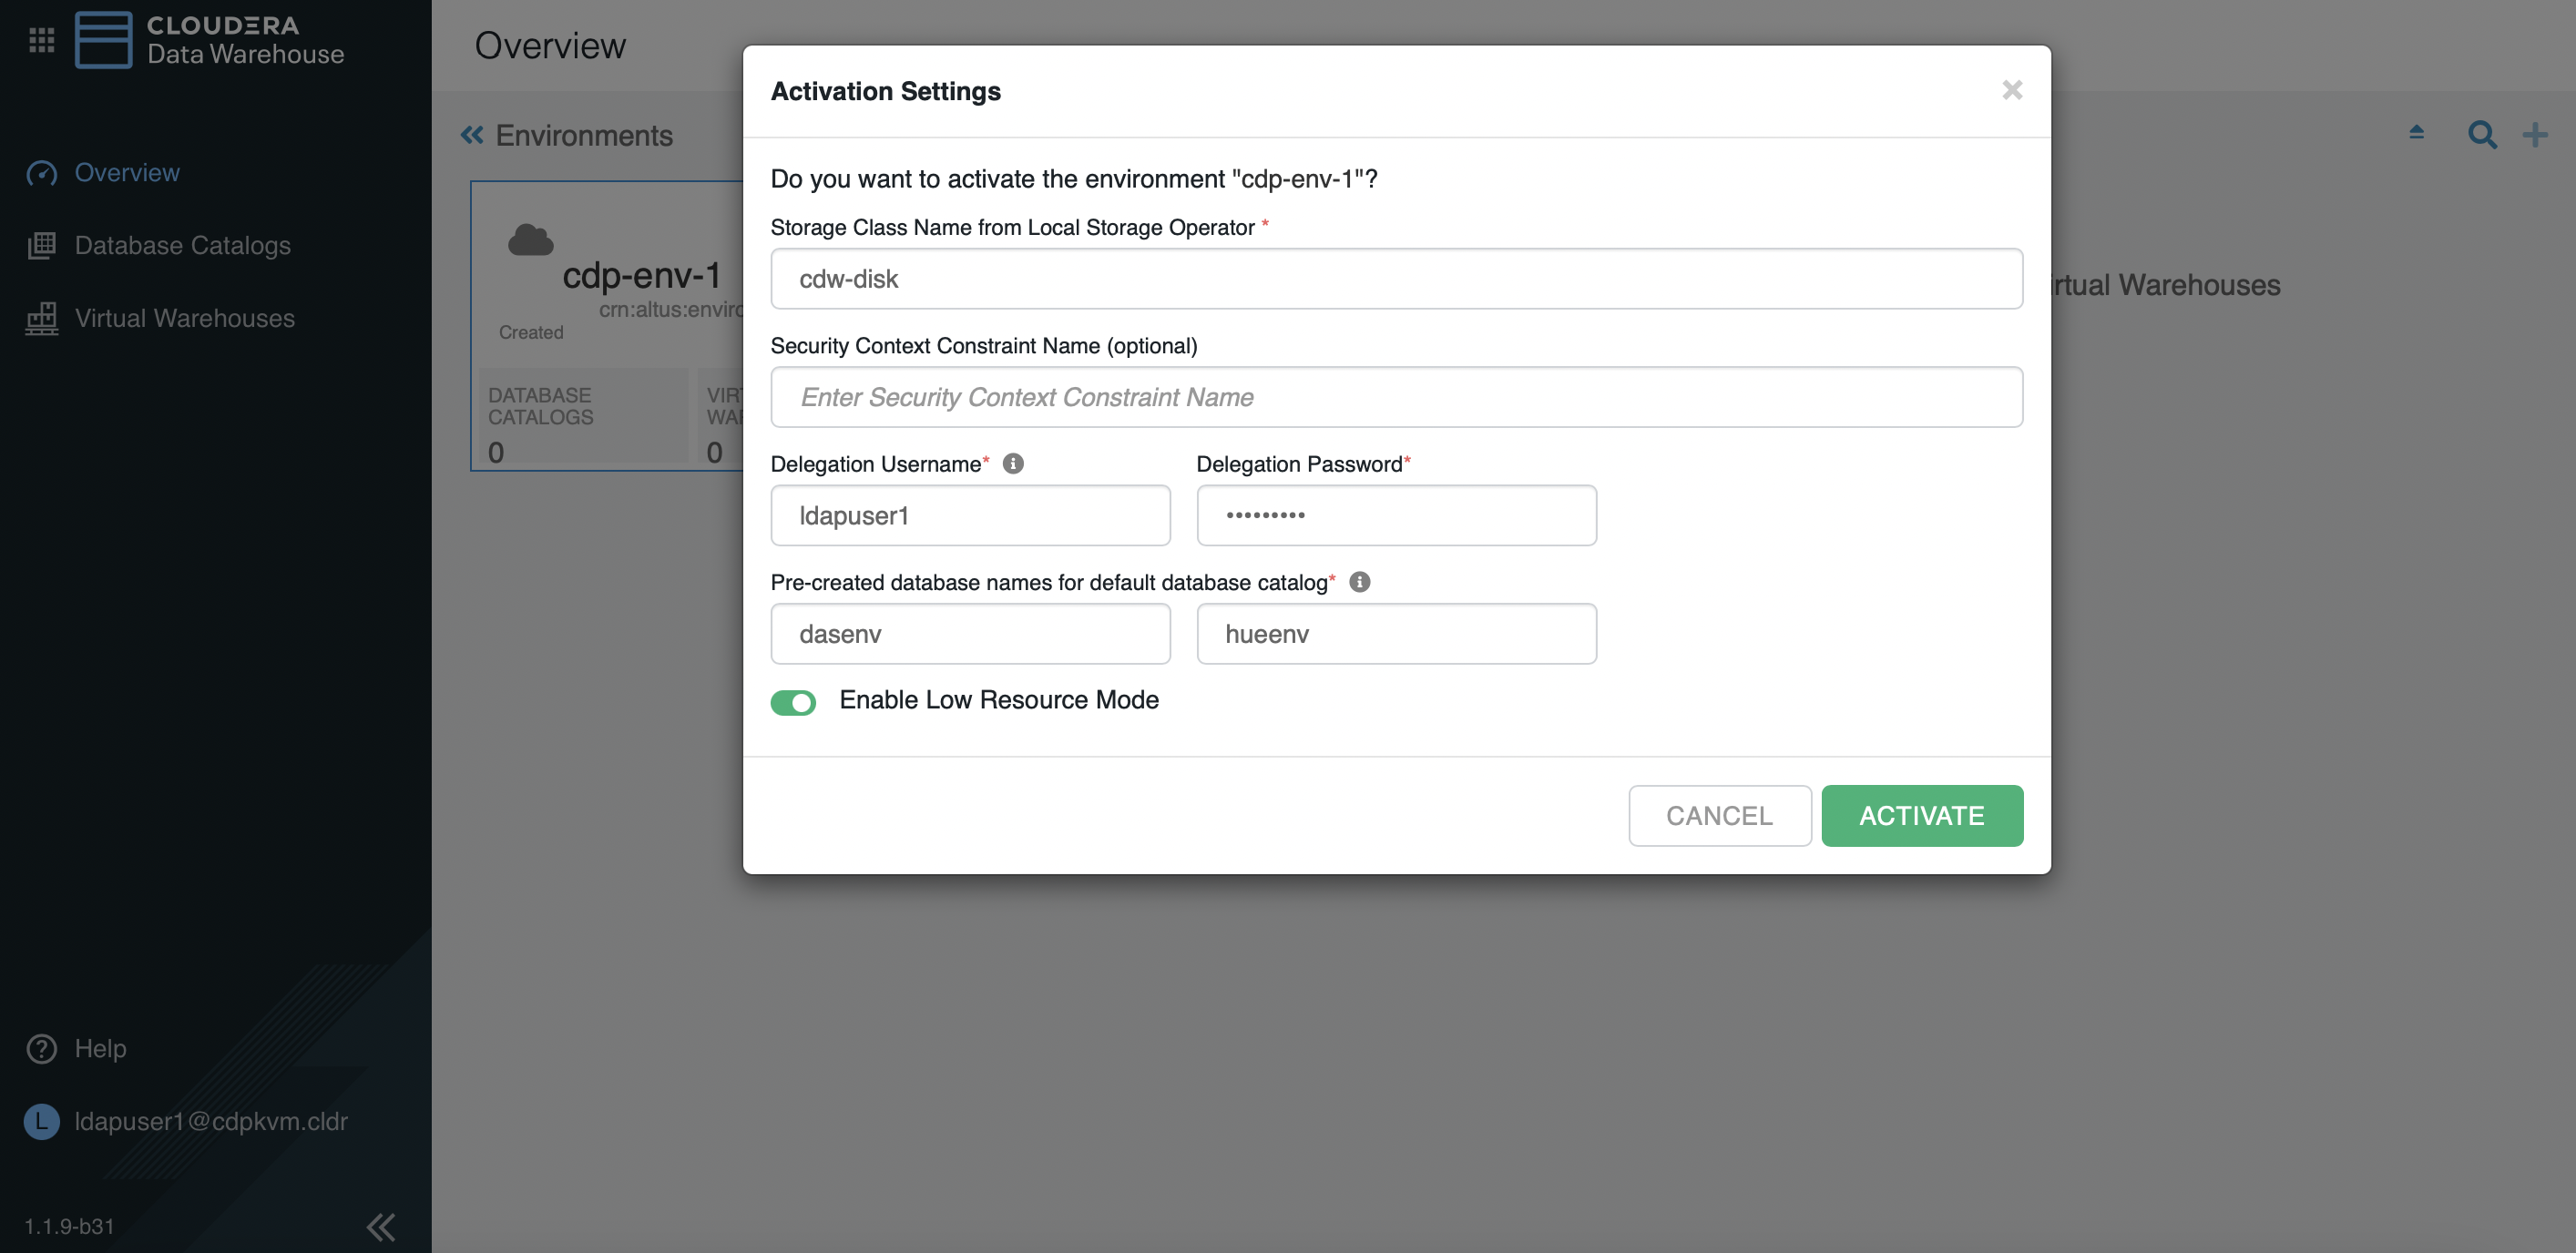 CLOUDERA
Data Warehouse
Overview
Database Catalogs
Virtual Warehouses
Help
L
ldapuser1@cdpkvm.cldr
1.1.9-b31
Overview
Environments
cdp-env-1
crn:altus:enviro
Created
DATABASE
CATALOGS
0
VIRT
WAR
0
irtual Warehouses
Activation Settings
Do you want to activate the environment "cdp-env-1"?
Storage Class Name from Local Storage Operator *
cdw-disk
Security Context Constraint Name (optional)
Enter Security Context Constraint Name
Delegation Username*
Delegation Password*
ldapuser1
•••••••••
Pre-created database names for default database catalog*
dasenv
hueenv
Enable Low Resource Mode
CANCEL
ACTIVATE